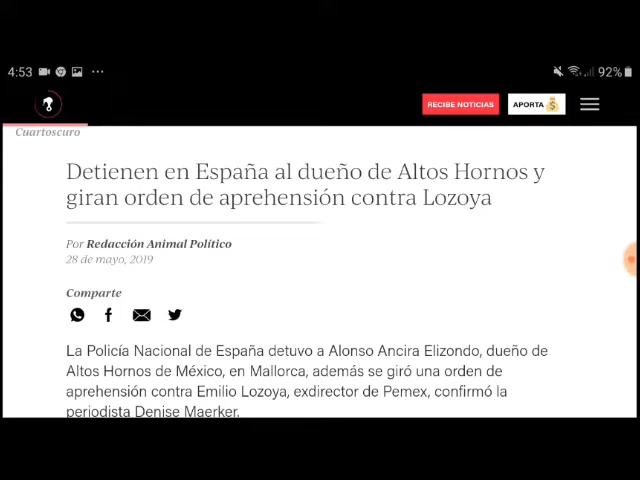 4:53
92%
RECIBE NOTICIAS
APORTA
Cuartoscuro
Detienen en España al dueño de Altos Hornos y
giran orden de aprehensión contra Lozoya
Por Redacción Animal Político
28 de mayo, 2019
Comparte
La Policía Nacional de España detuvo a Alonso Ancira Elizondo, dueño de
Altos Hornos de México, en Mallorca, además se giró una orden de
aprehensión contra Emilio Lozoya, exdirector de Pemex, confirmó la
periodista Denise Maerker.